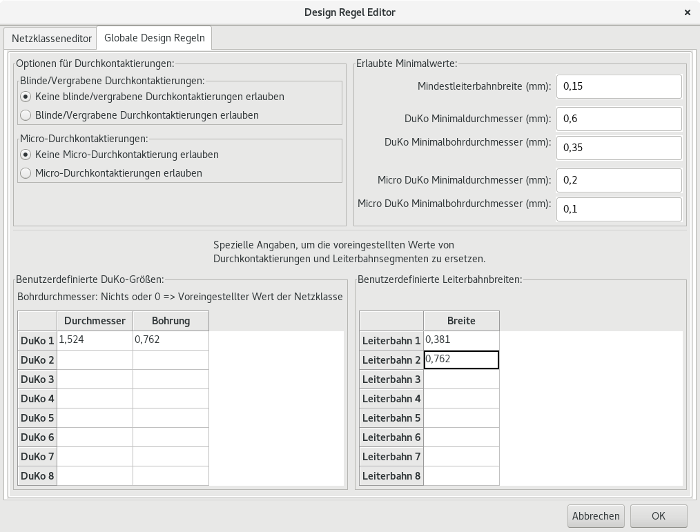 Design Regel Editor
Netzklasseneditor Globale Design Regeln
Optionen für Durchkontaktierungen:
Blinde/Vergrabene Durchkontaktierungen:
Keine blinde/vergrabene Durchkontaktierungen erlauben
Blinde/Vergrabene Durchkontaktierungen erlauben
Micro-Durchkontaktierungen:
Keine Micro-Durchkontaktierung erlauben
Micro-Durchkontaktierungen erlauben
Erlaubte Minimalwerte:
Mindestleiterbahnbreite (mm): 0,15
DuKo Minimaldurchmesser (mm): 0,6
DuKo Minimalbohrdurchmesser (mm): 0,35
Micro DuKo Minimaldurchmesser (mm): 0,2
Micro DuKo Minimalbohrdurchmesser (mm): 0,1
Spezielle Angaben, um die voreingestellten Werte von
Durchkontaktierungen und Leiterbahnsegmenten zu ersetzen.
Benutzerdefinierte DuKo-Größen:
Bohrdurchmesser: Nichts oder 0 => Voreingestellter Wert der Netzklasse
Durchmesser Bohrung
DuKo 1 1,524 0,762
DuKo 2
DuKo 3
DuKo 4
DuKo 5
DuKo 6
DuKo 7
DuKo 8
Benutzerdefinierte Leiterbahnbreiten:
Breite
Leiterbahn 1 0,381
Leiterbahn 2 0,762
Leiterbahn 3
Leiterbahn 4
Leiterbahn 5
Leiterbahn 6
Leiterbahn 7
Leiterbahn 8
Abbrechen OK